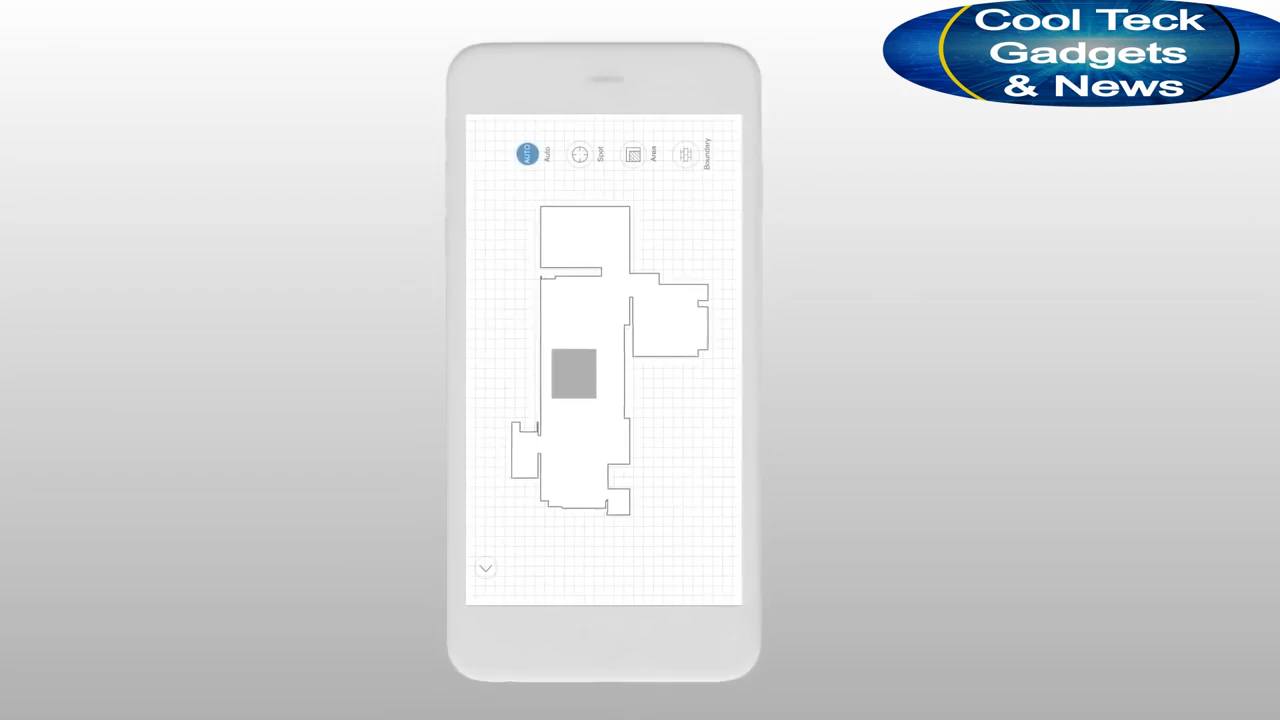 Cool Teck
Gadgets
& News
AUTO
Auto
Spot
Area
Boundary